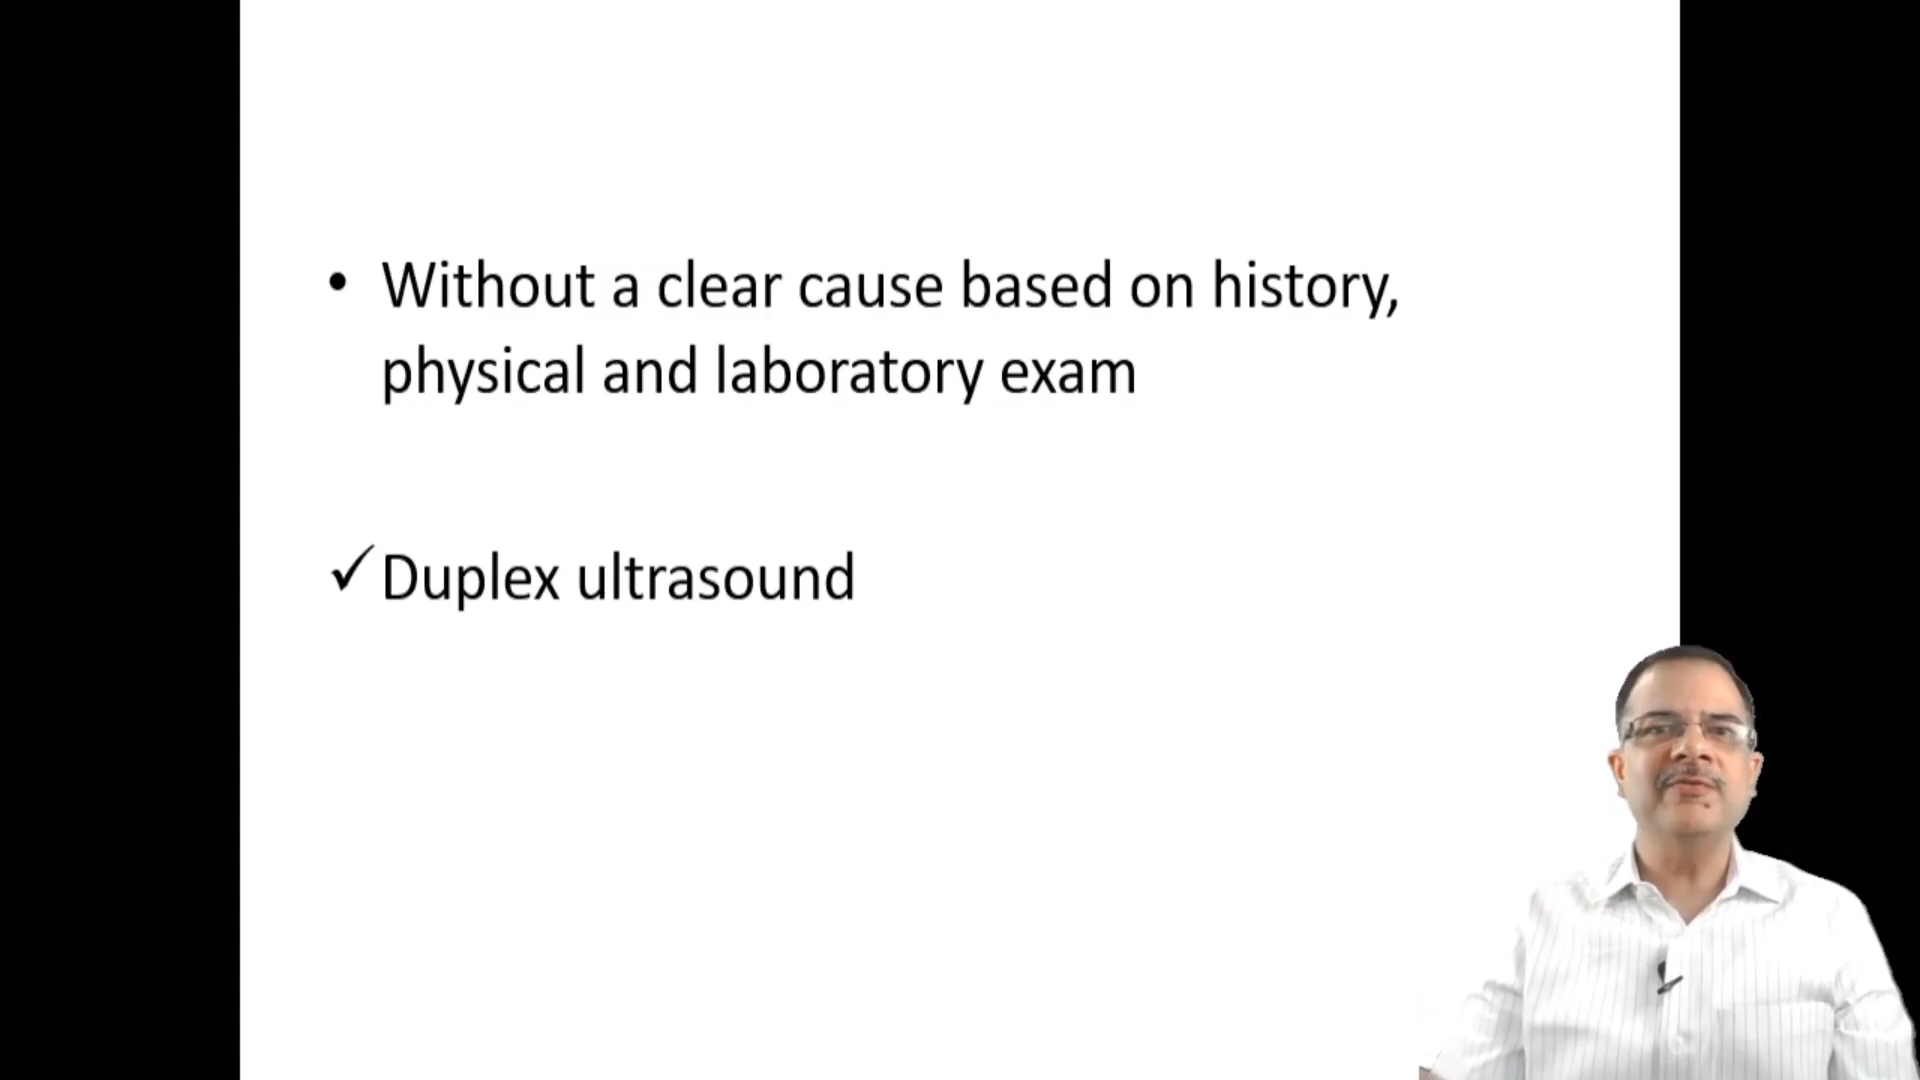 • Without a clear cause based on history,
physical and laboratory exam
✓ Duplex ultrasound